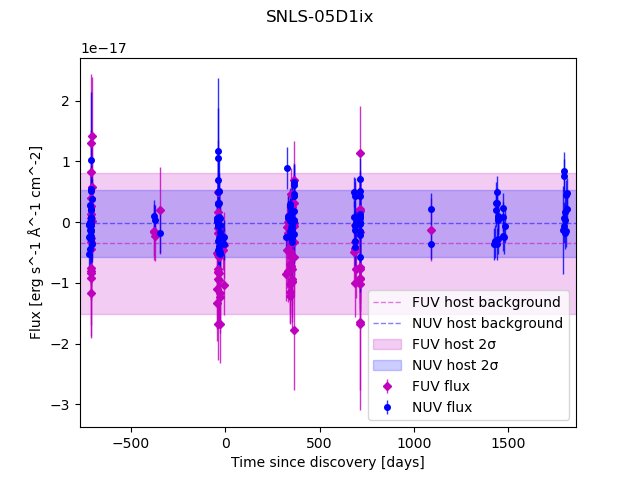 SNLS-05D1ix
1e−17
2
1
0
−1
−2
−3
Flux [erg s^-1 Å^-1 cm^-2]
FUV host background
NUV host background
FUV host 2σ
NUV host 2σ
FUV flux
NUV flux
−500
0
500
1000
1500
Time since discovery [days]